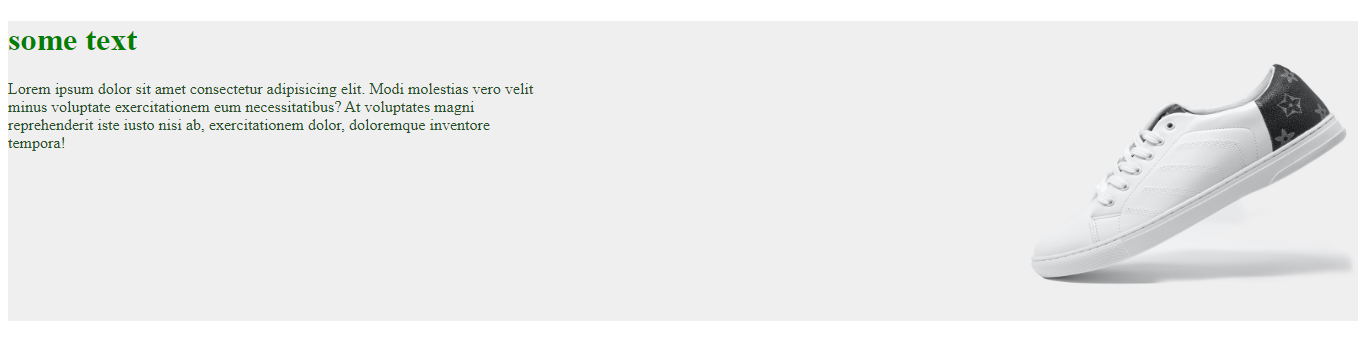 some text
Lorem ipsum dolor sit amet consectetur adipisicing elit. Modi molestias vero velit
minus voluptate exercitationem eum necessitatibus? At voluptates magni
reprehenderit iste iusto nisi ab, exercitationem dolor, doloremque inventore
tempora!